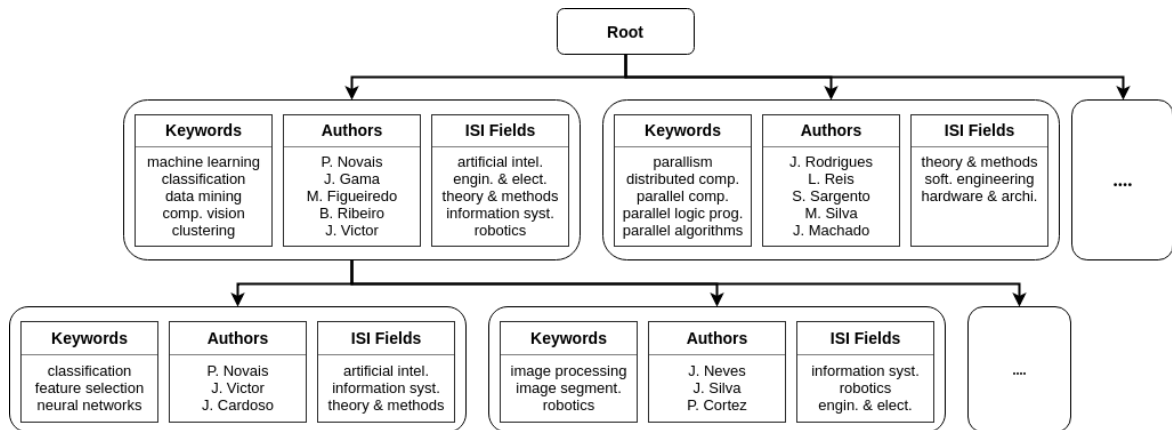 Root
Keywords
machine learning
classification
data mining
comp. vision
clustering
Authors
P. Novais
J. Gama
M. Figueiredo
B. Ribeiro
J. Victor
ISI Fields
artificial intel.
engin. & elect.
theory & methods
information syst.
robotics
Keywords
parallism
distributed comp.
parallel comp.
parallel logic prog.
parallel algorithms
Authors
J. Rodrigues
L. Reis
S. Sargento
M. Silva
J. Machado
ISI Fields
theory & methods
soft. engineering
hardware & archi.
....
Keywords
classification
feature selection
neural networks
Authors
P. Novais
J. Victor
J. Cardoso
ISI Fields
artificial intel.
information syst.
theory & methods
Keywords
image processing
image segment.
robotics
Authors
J. Neves
J. Silva
P. Cortez
ISI Fields
information syst.
robotics
engin. & elect.
....